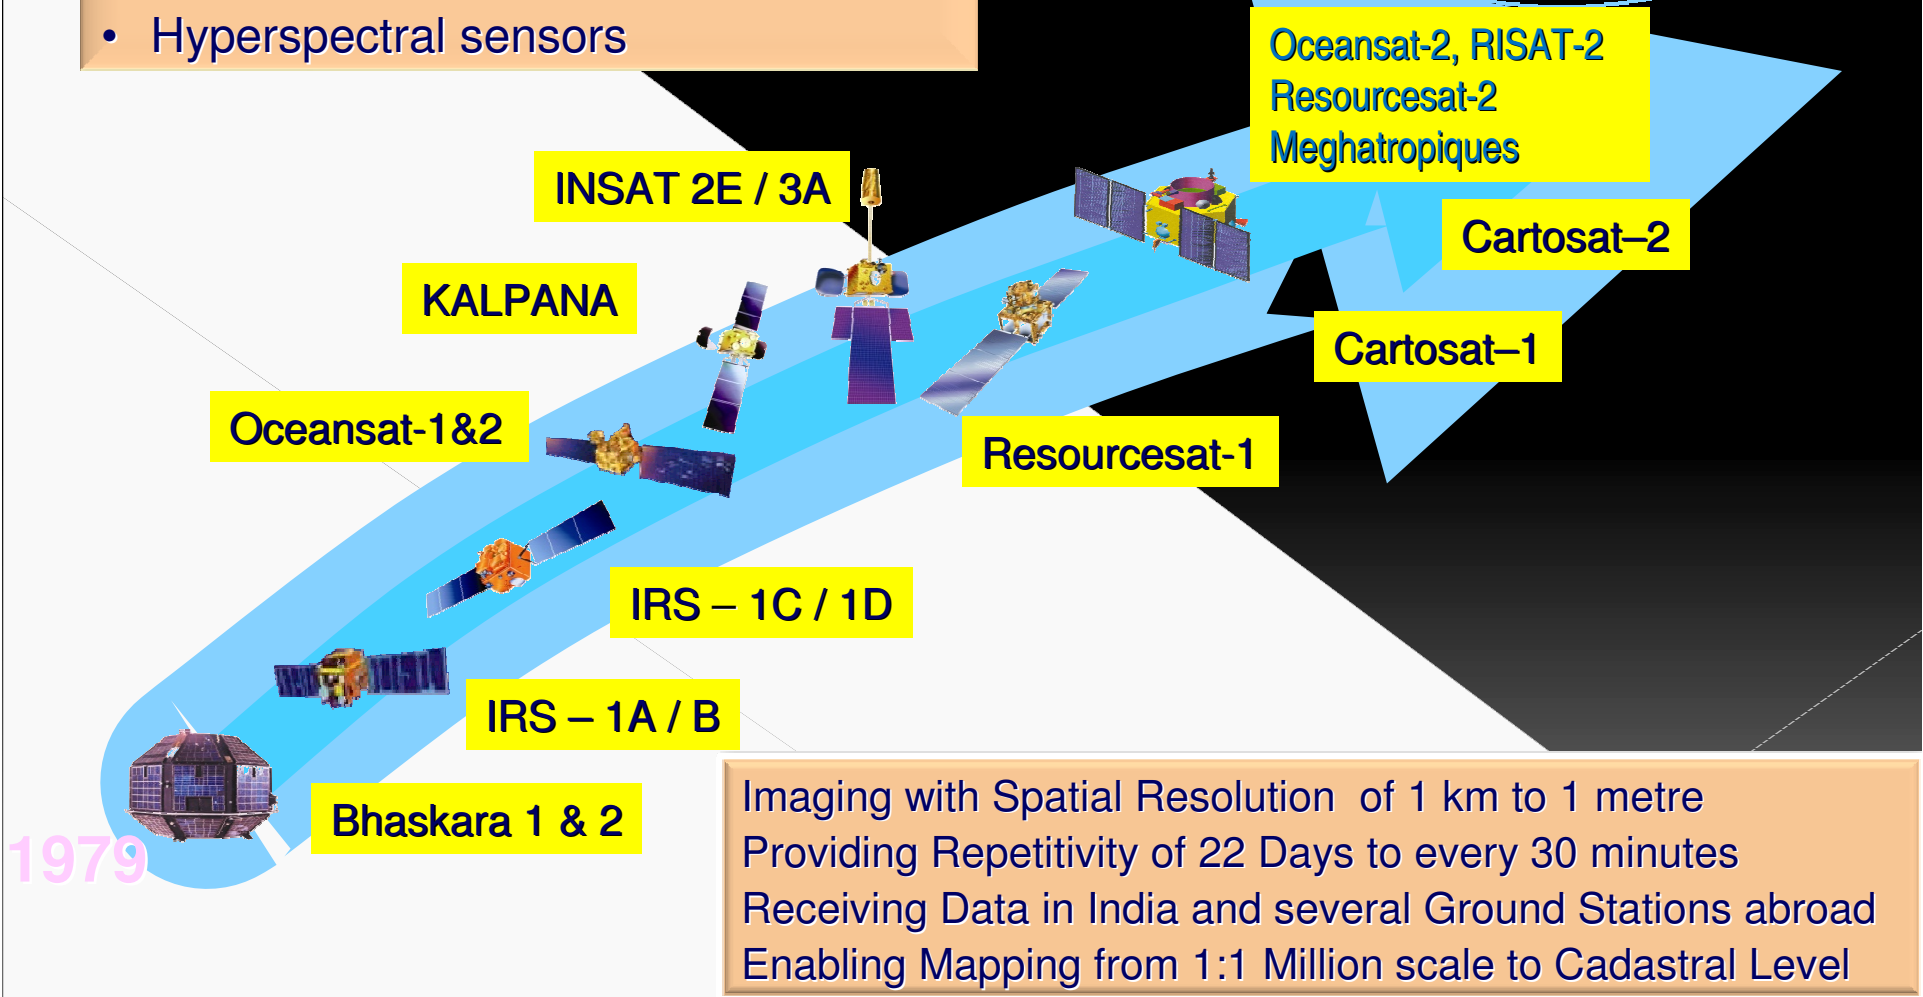 • Hyperspectral sensors
Oceansat-2, RISAT-2
Resourcesat-2
Meghatropiques
INSAT 2E / 3A
Cartosat–2
KALPANA
Cartosat–1
Oceansat-1&2
Resourcesat-1
IRS – 1C / 1D
IRS – 1A / B
Bhaskara 1 & 2
1979
Imaging with Spatial Resolution of 1 km to 1 metre
Providing Repetitivity of 22 Days to every 30 minutes
Receiving Data in India and several Ground Stations abroad
Enabling Mapping from 1:1 Million scale to Cadastral Level